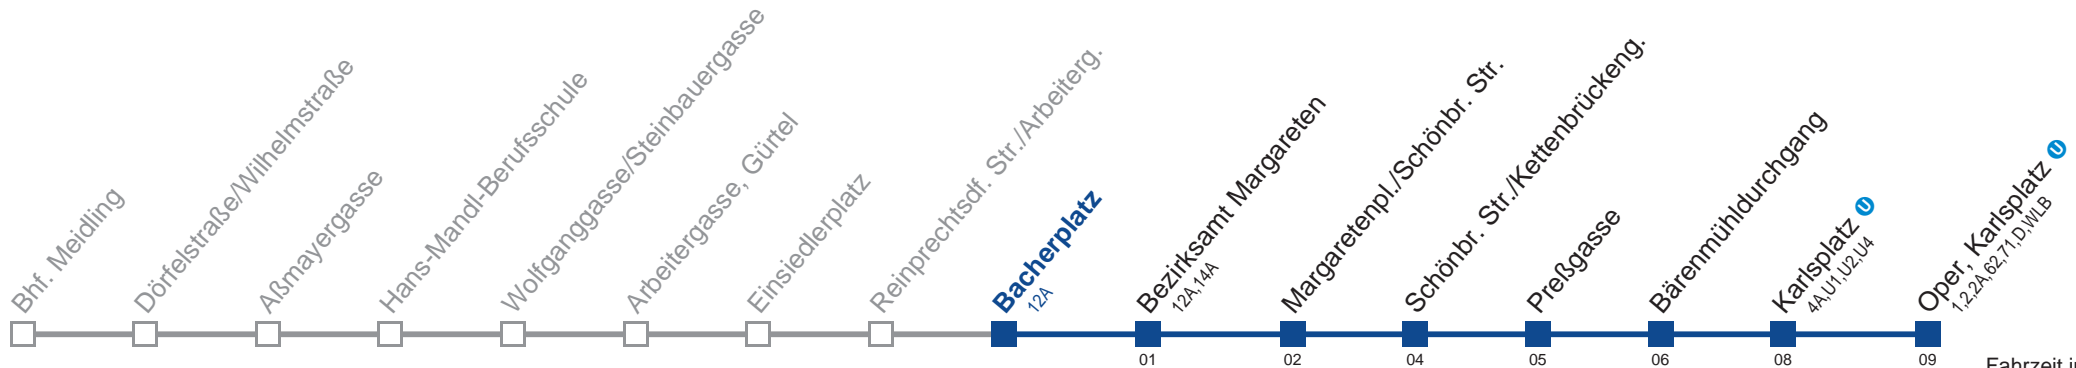 Bhf. Meidling
Dörfelstraße/Wilhelmstraße
Aßmayergasse
Hans-Mandl-Berufsschule
Wolfganggasse/Steinbauergasse
Arbeitergasse, Gürtel
Einsiedlerplatz
Reinprechtsdf. Str./Arbeiterg.
Bacherplatz
12A
Bezirksamt Margareten
12A,14A
Margaretenpl./Schönbr. Str.
Schönbr. Str./Kettenbrückeng.
Preßgasse
Bärenmühldurchgang
Karlsplatz U
4A,U1,U2,U4
Oper, Karlsplatz U
1,2,2A,62,71,D,WLB
01 02 04 05 06 08 09
Fahrzeit i